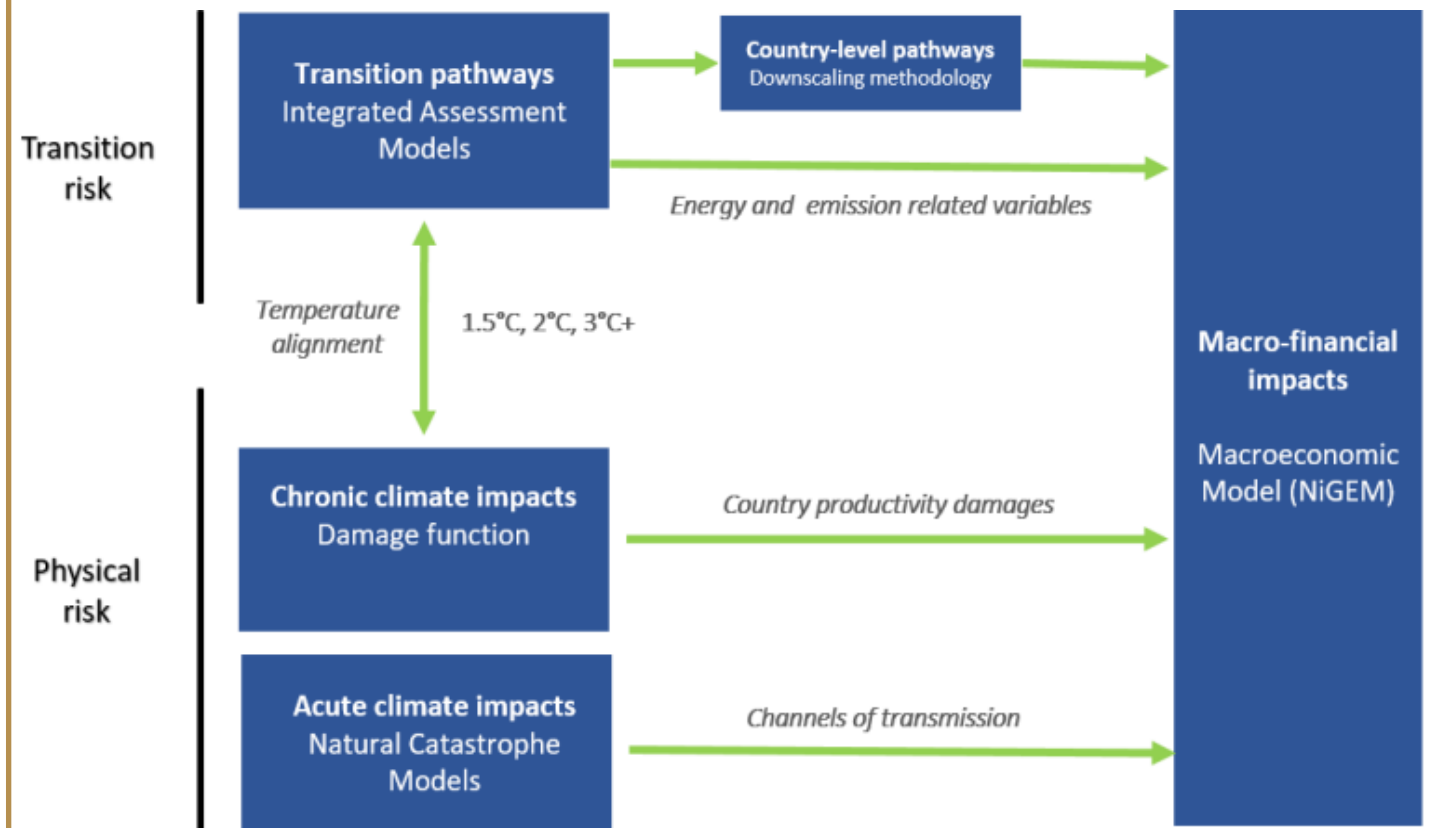 Transition
risk
Transition pathways
Integrated Assessment
Models
Country-level pathways
Downscaling methodology
Energy and emission related variables
Temperature
alignment
1.5°C, 2°C, 3°C+
Macro-financial
impacts
Macroeconomic
Model (NiGEM)
Physical
risk
Chronic climate impacts
Damage function
Country productivity damages
Acute climate impacts
Natural Catastrophe
Models
Channels of transmission